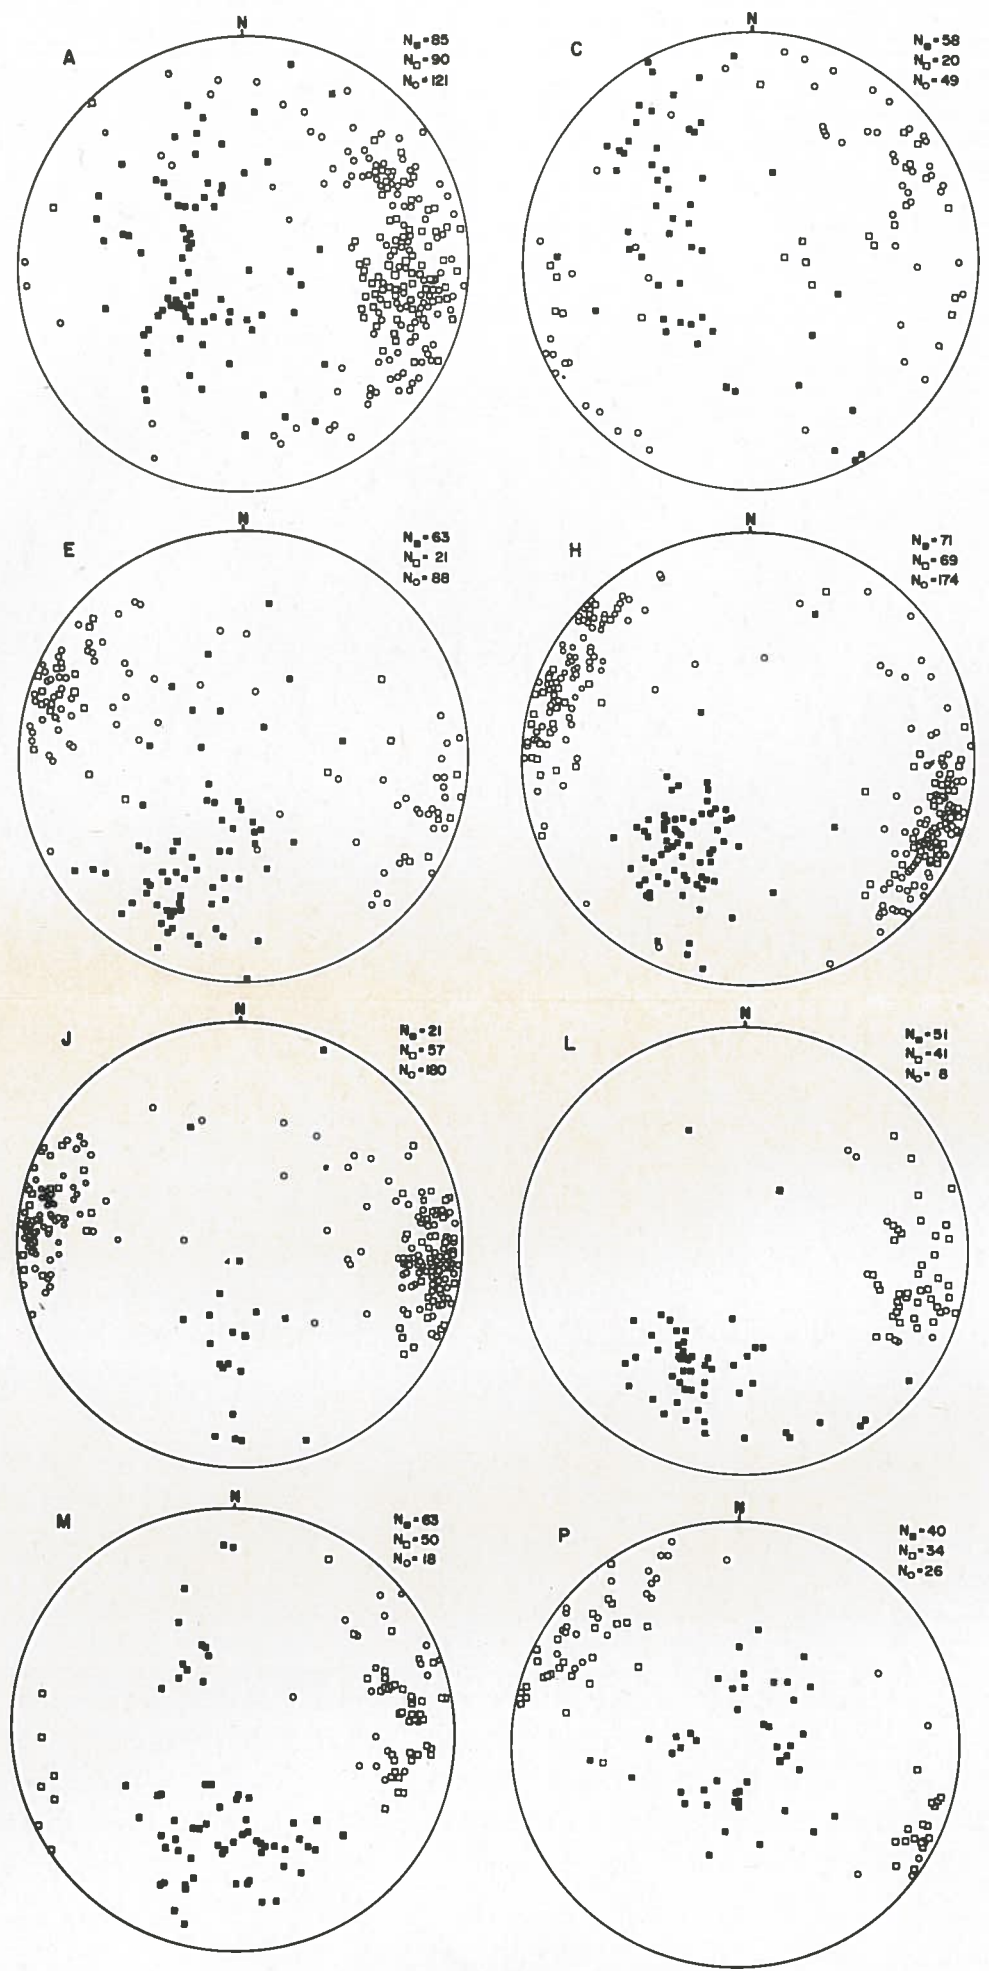 N
A
N■=85
N□=90
N○=121
N
C
N■=58
N□=20
N○=49
N
E
N■=63
N□=21
N○=88
N
H
N■=71
N□=69
N○=174
N
J
N■=21
N□=57
N○=180
N
L
N■=51
N□=41
N○=8
N
M
N■=63
N□=50
N○=18
N
P
N■=40
N□=34
N○=26